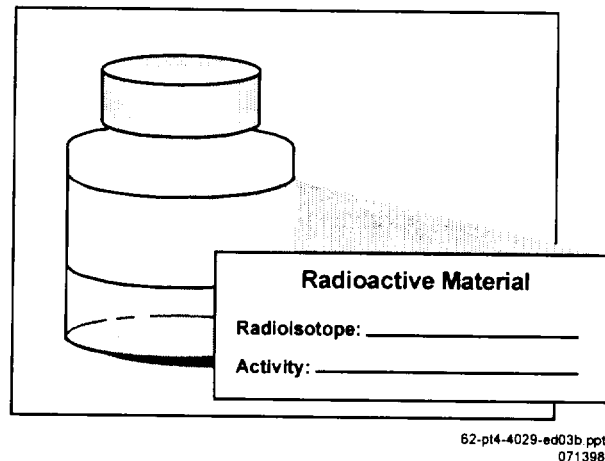 Radioactive Material
Radioisotope:
Activity:
62-pt4-4029-ed03b.ppt
071398